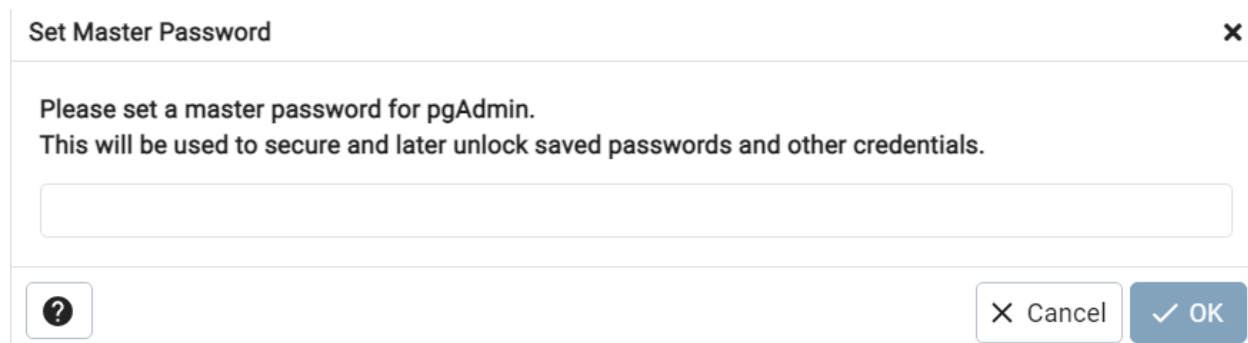 Set Master Password
Please set a master password for pgAdmin.
This will be used to secure and later unlock saved passwords and other credentials.
Cancel
OK